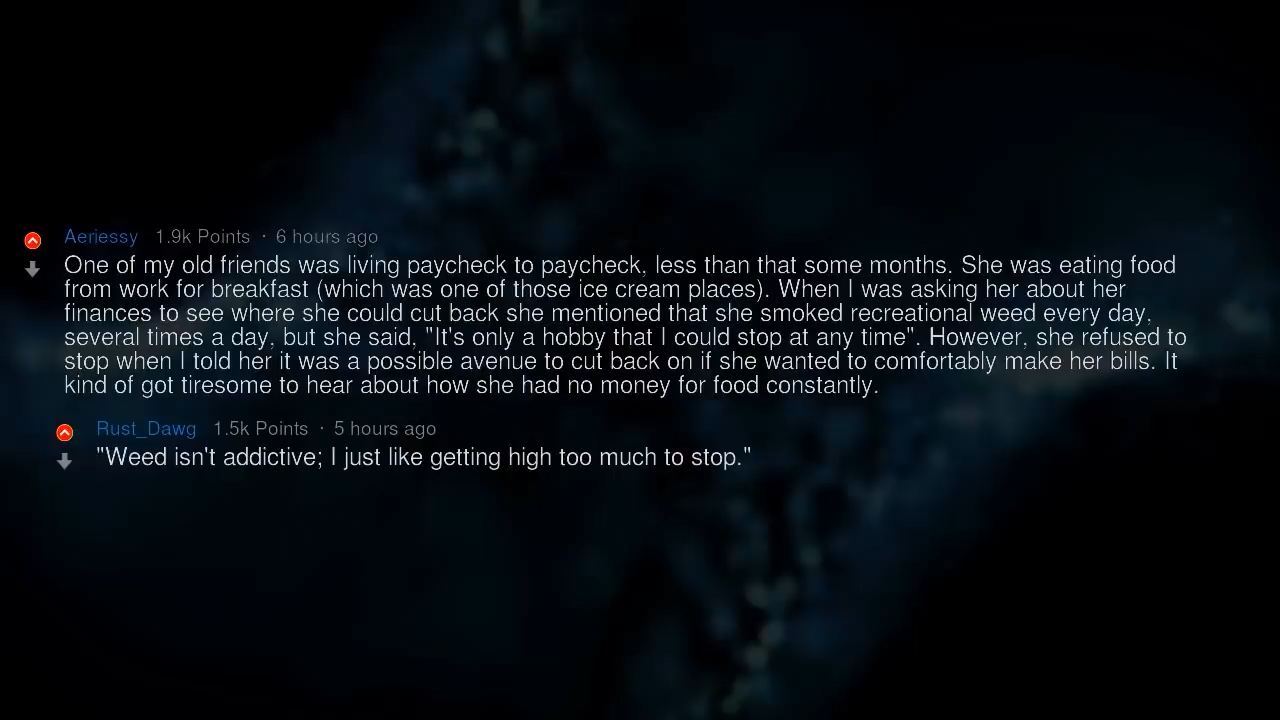 Aeriessy 1.9k Points · 6 hours ago
One of my old friends was living paycheck to paycheck, less than that some months. She was eating food
from work for breakfast (which was one of those ice cream places). When I was asking her about her
finances to see where she could cut back she mentioned that she smoked recreational weed every day,
several times a day, but she said, "It's only a hobby that I could stop at any time". However, she refused to
stop when I told her it was a possible avenue to cut back on if she wanted to comfortably make her bills. It
kind of got tiresome to hear about how she had no money for food constantly.
Rust_Dawg 1.5k Points · 5 hours ago
"Weed isn't addictive; I just like getting high too much to stop."